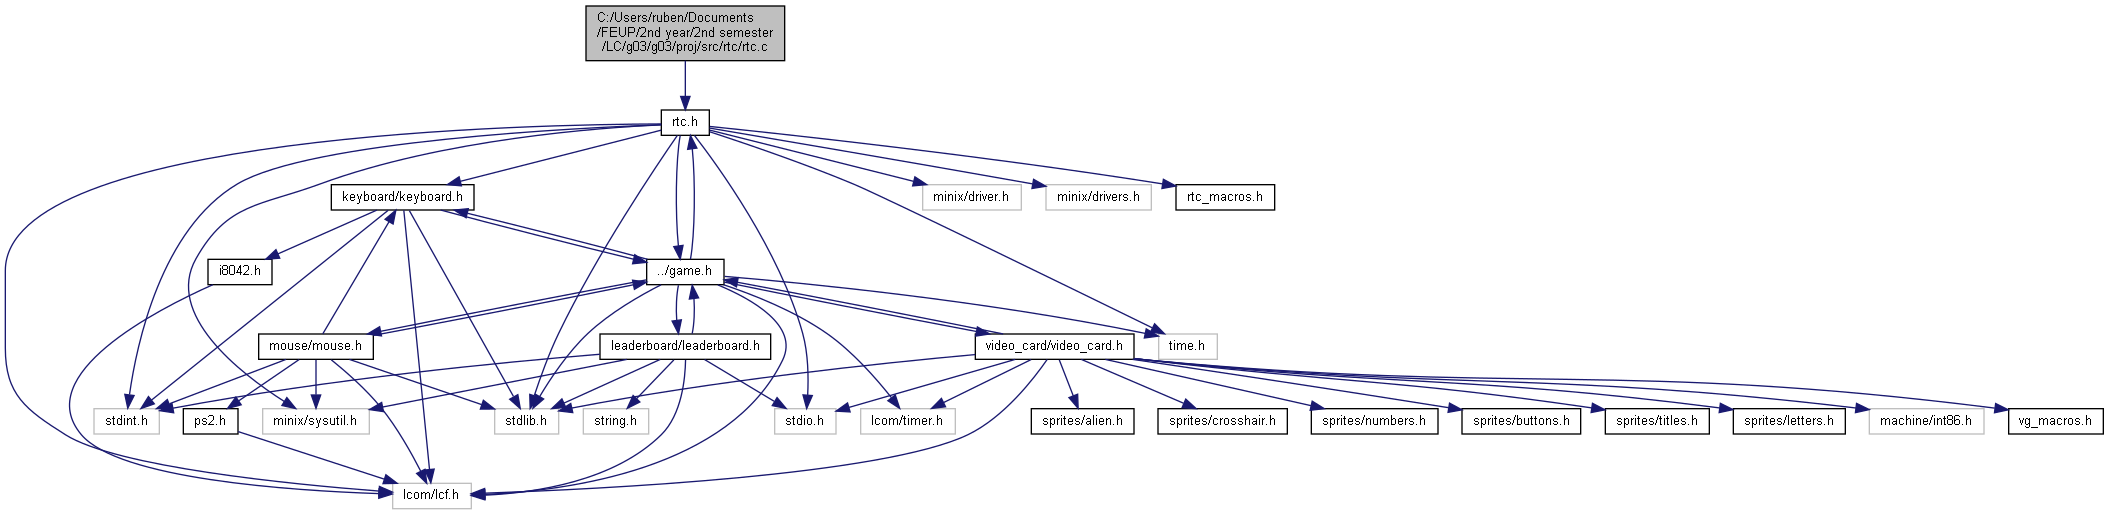 C:/Users/ruben/Documents
/FEUP/2nd year/2nd semester
/LC/g03/g03/proj/src/rtc/rtc.c
rtc.h
keyboard/keyboard.h
minix/driver.h
minix/drivers.h
rtc_macros.h
i8042.h
../game.h
mouse/mouse.h
leaderboard/leaderboard.h
video_card/video_card.h
time.h
stdint.h
ps2.h
minix/sysutil.h
stdlib.h
string.h
stdio.h
lcom/timer.h
sprites/alien.h
sprites/crosshair.h
sprites/numbers.h
sprites/buttons.h
sprites/titles.h
sprites/letters.h
machine/int86.h
vg_macros.h
lcom/lcf.h